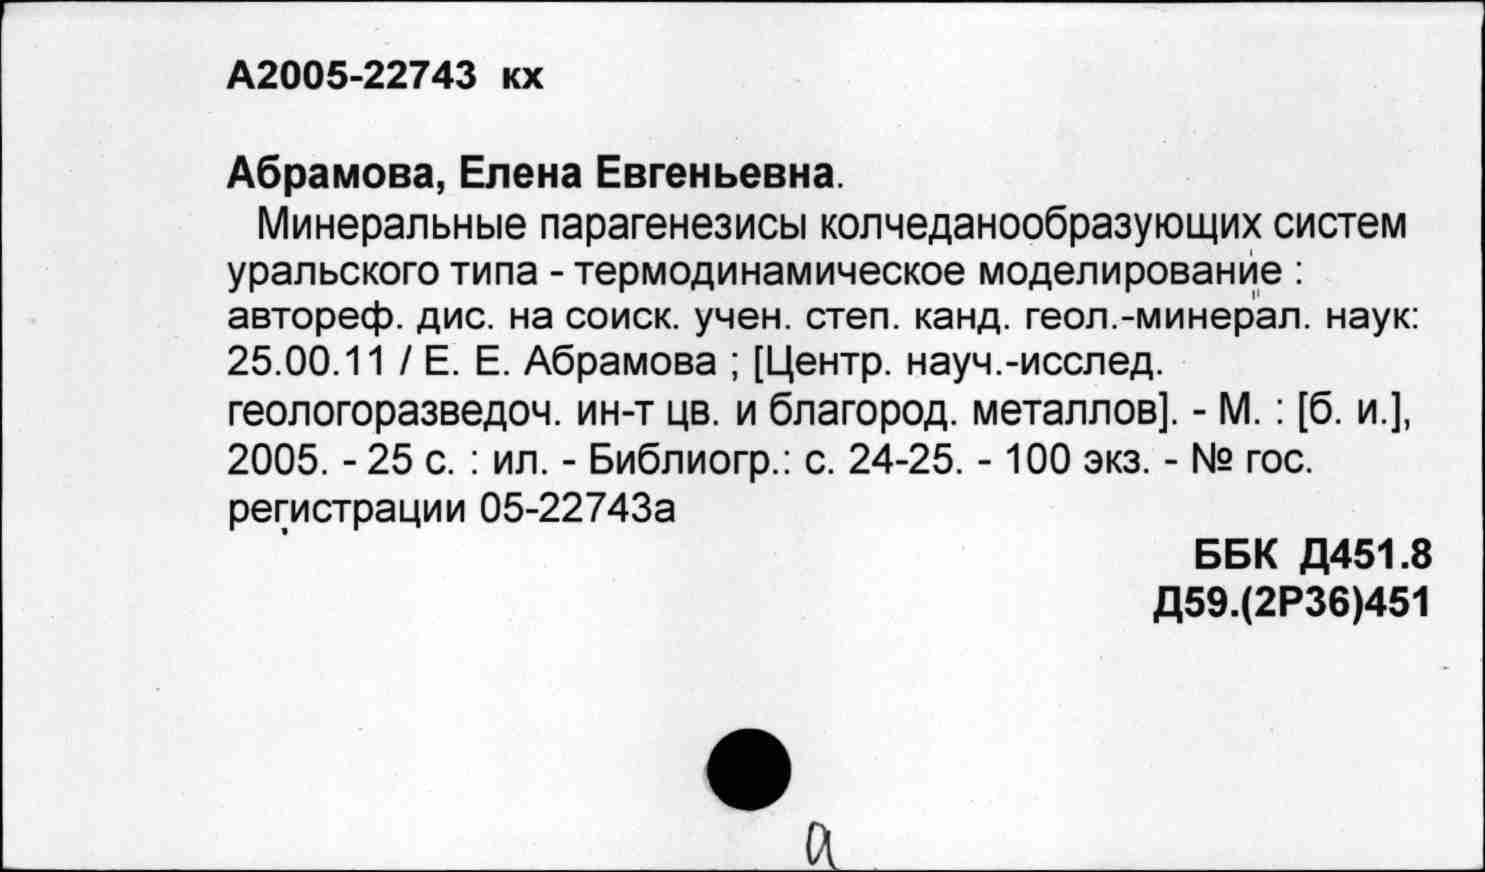 А2005-22743 кх
Абрамова, Елена Евгеньевна.
Минеральные парагенезисы колчеданообразующих систем
уральского типа - термодинамическое моделирование :
автореф. дис. на соиск. учен. степ. канд. геол.-минерал. наук:
25.00.11 / Е. Е. Абрамова ; [Центр. науч.-исслед.
геологоразведоч. ин-т цв. и благород. металлов]. - М. : [б. и.],
2005. - 25 с. : ил. - Библиогр.: с. 24-25. - 100 экз. - № гос.
регистрации 05-22743а
ББК Д451.8
Д59.(2Р36)451
а